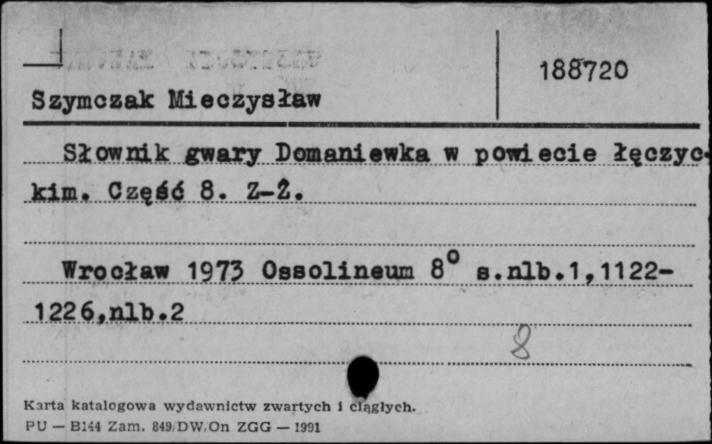 188720
Szymczak Mieczysław
Słownik gwary Domaniewka w powiecie łęczyc-
kim. Część 8. Z-Ż.
Wrocław 1973 Ossolineum 8° s.nlb.1,1122-
1226,nlb.2
8
Karta katalogowa wydawnictw zwartych i ciągłych.
PU — B144 Zam. 849/DW/On ZGG — 1991